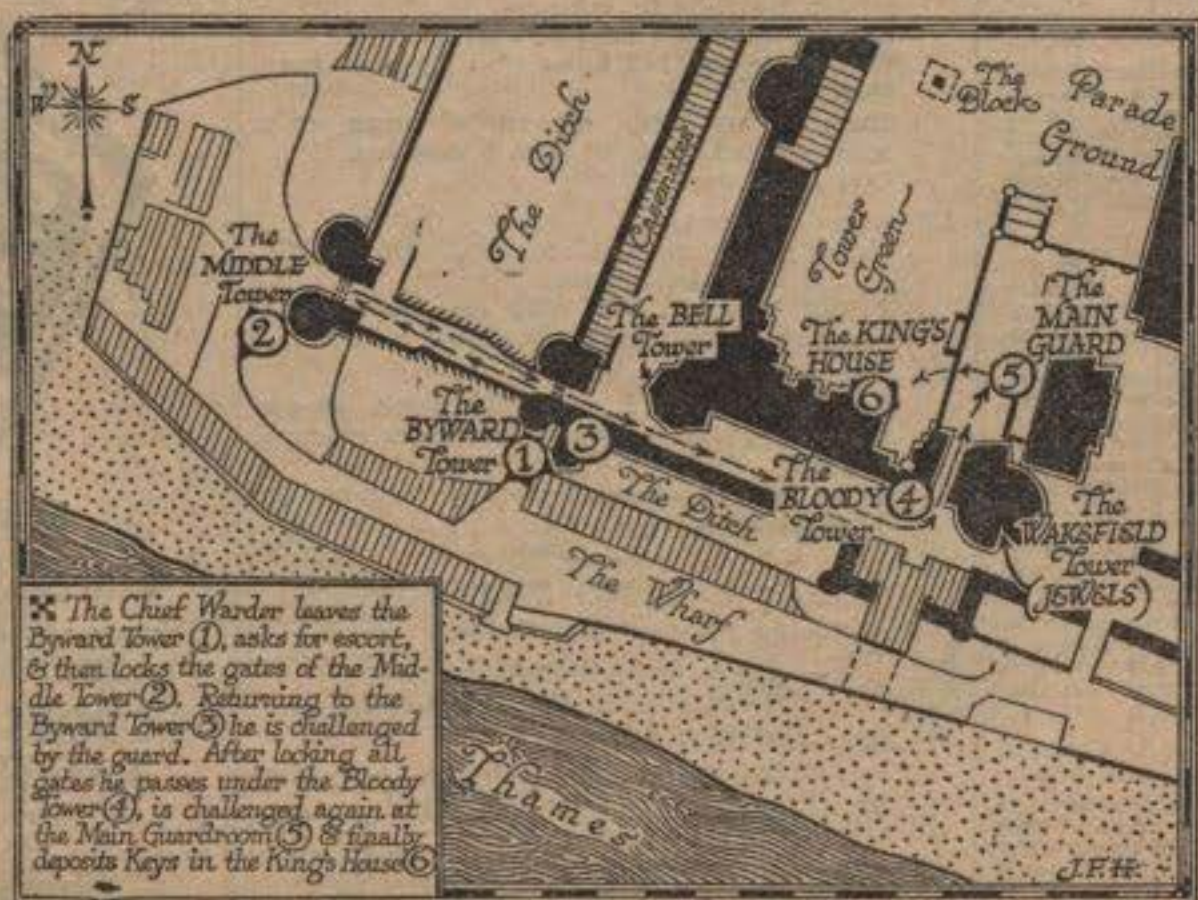 N
W S
The
MIDDLE
Tower
2
The Ditch
Casemates
The BELL
Tower
Tower
Green
The
Block
Parade
Ground
The KING'S
HOUSE
6
The
MAIN
GUARD
5
The
BYWARD
Tower 1
3
The Ditch
The Wharf
The
BLOODY 4
Tower
The
WAKEFIELD
Tower
(JEWELS)
The Chief Warder leaves the
Byward Tower (1), asks for escort,
& then locks the gates of the Mid-
dle Tower (2). Returning to the
Byward Tower (3) he is challenged
by the guard. After locking all
gates he passes under the Bloody
Tower (4), is challenged again at
the Main Guardroom (5) & finally
deposits Keys in the King's House (6)
Thames
J.F.H.